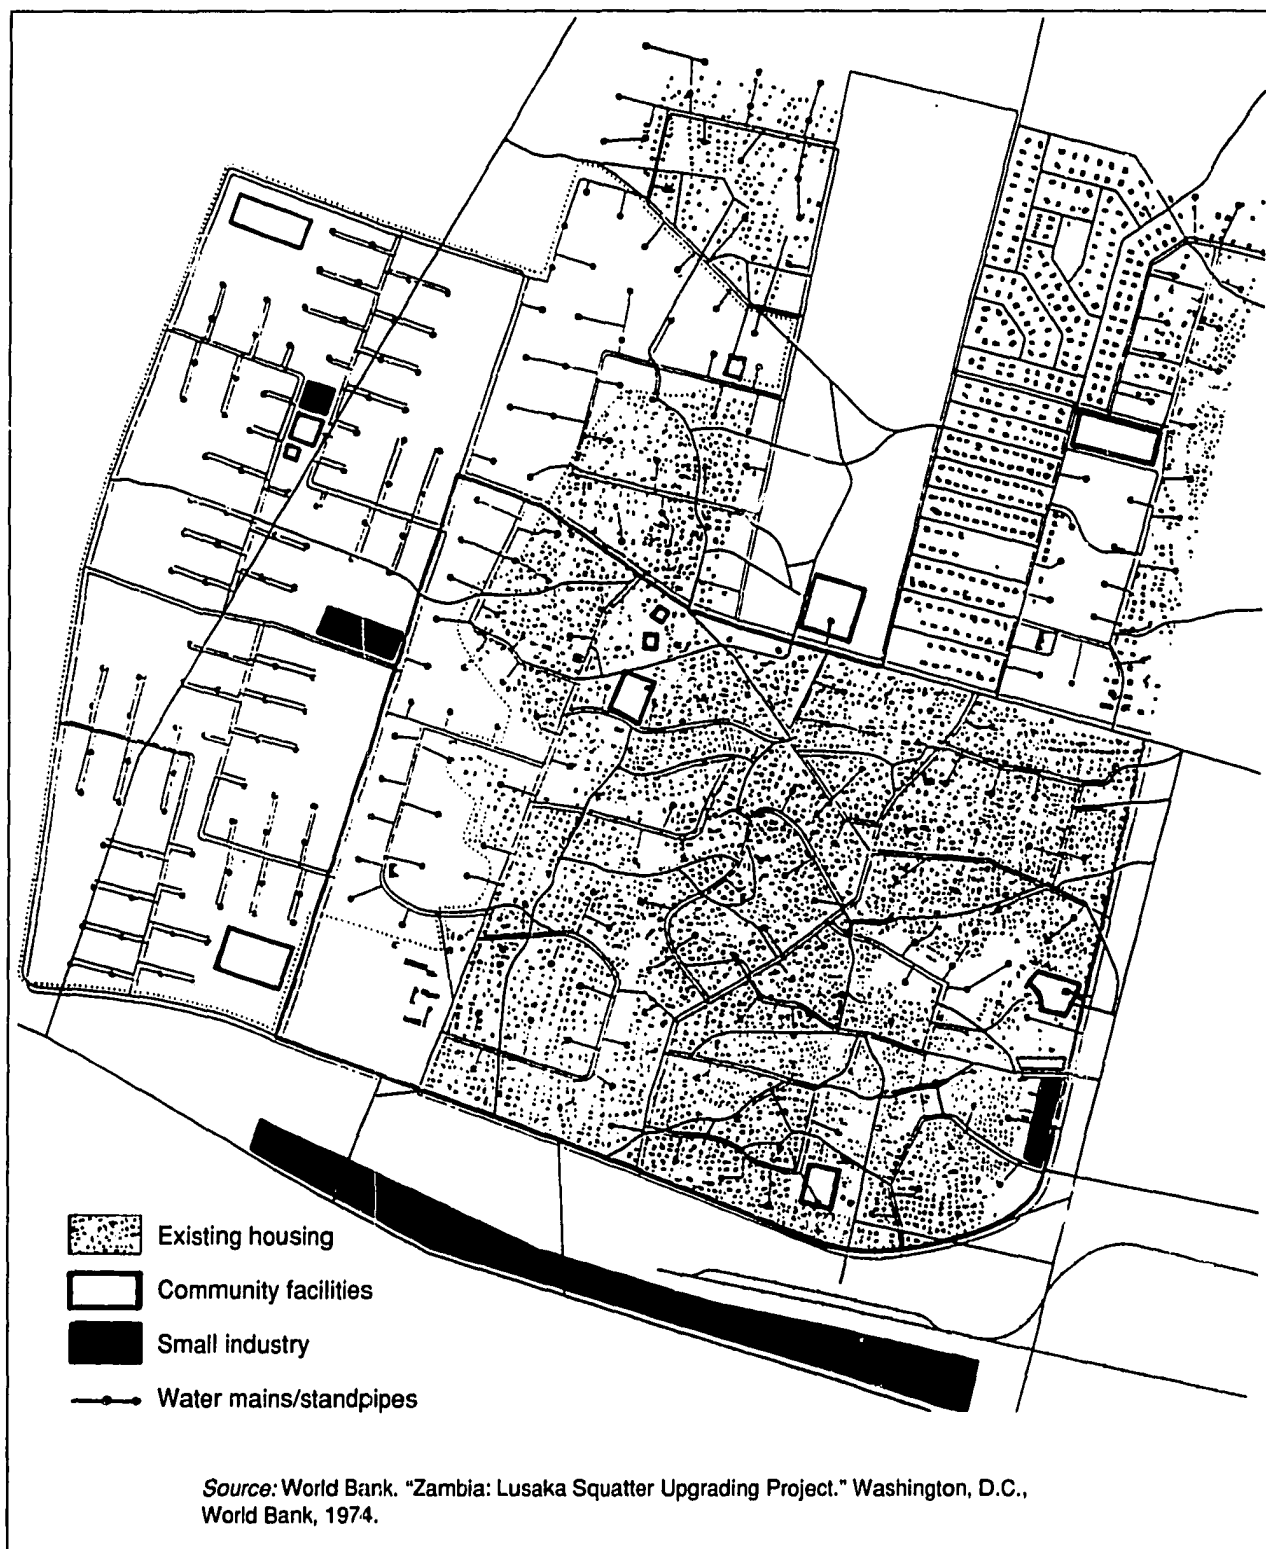 Existing housing
Community facilities
Small industry
Water mains/standpipes
Source: World Bank. "Zambia: Lusaka Squatter Upgrading Project." Washington, D.C.,
World Bank, 1974.